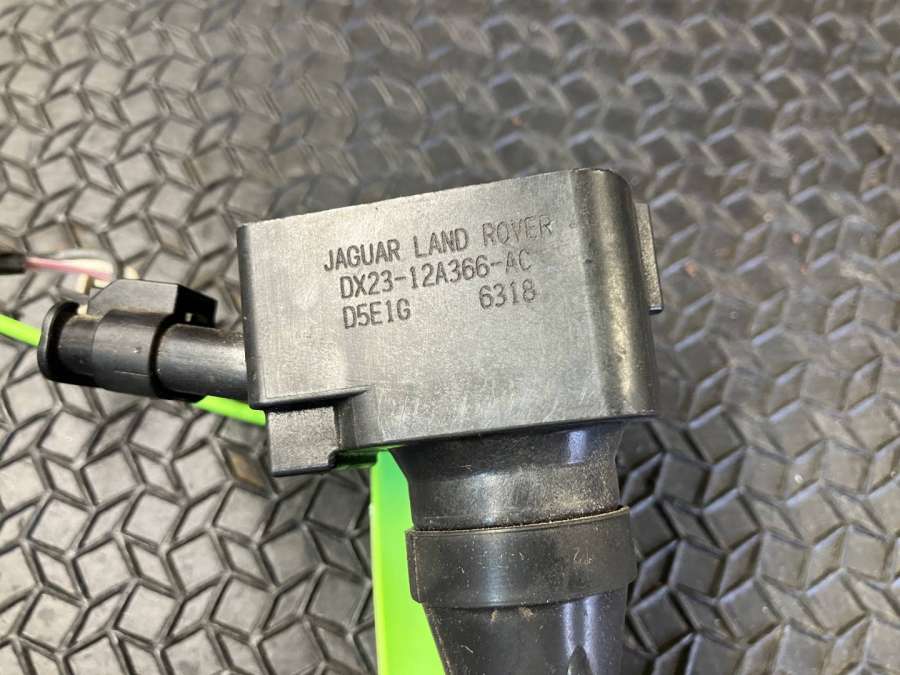 JAGUAR LAND ROVER
DX23-12A366-AC
D5E1G 6318